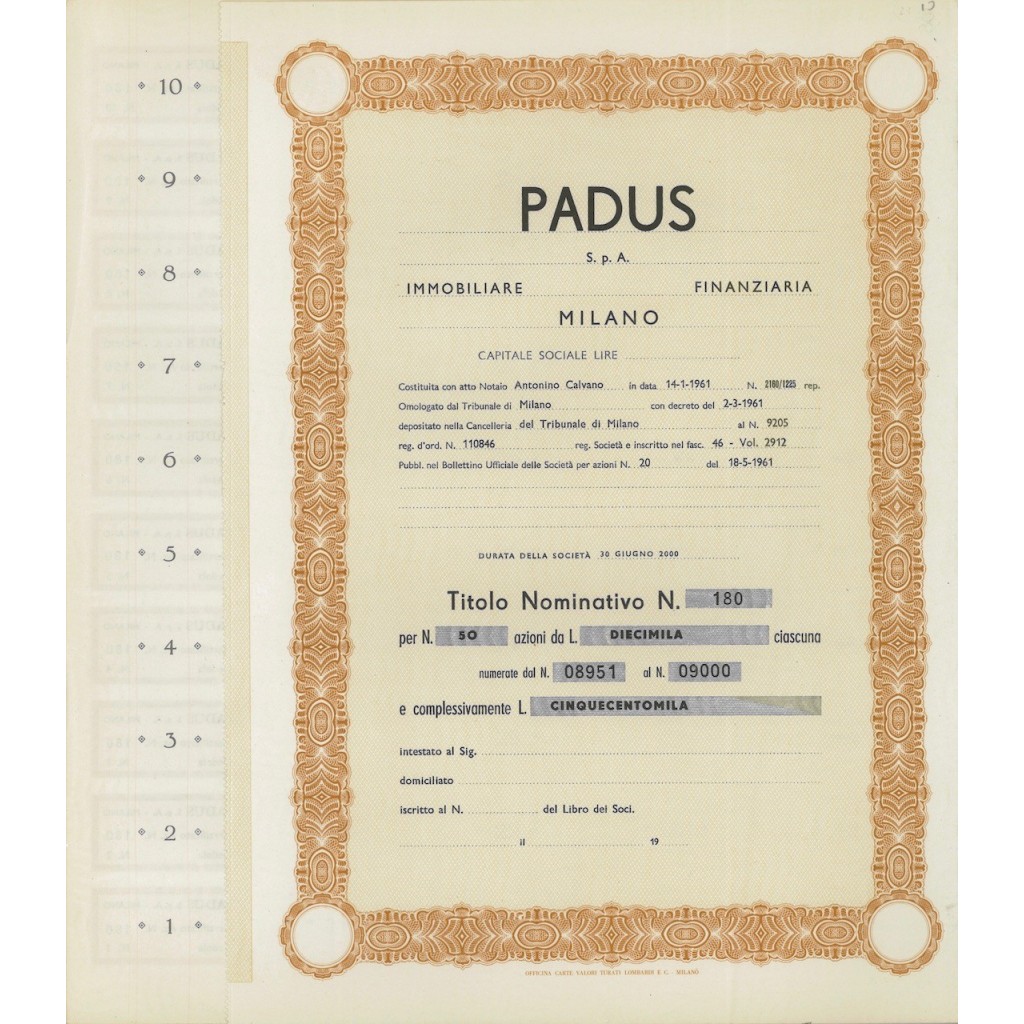 10
9
8
7
6
5
4
3
2
1
PADUS
S. p. A.
IMMOBILIARE FINANZIARIA
MILANO
CAPITALE SOCIALE LIRE
Costituita con atto Notaio Antonino Calvano in data 14-1-1961 N. 2180/1225 rep.
Omologato dal Tribunale di Milano con decreto del 2-3-1961
depositato nella Cancelleria del Tribunale di Milano al N. 9205
reg. d'ord. N. 110846 reg. Società e inscritto nel fasc. 46 - Vol. 2912
Pubbl. nel Bollettino Ufficiale delle Società per azioni N. 20 del 18-5-1961
DURATA DELLA SOCIETÀ 30 GIUGNO 2000
Titolo Nominativo N. 180
per N. 50 azioni da L. DIECIMILA ciascuna
numerate dal N. 08951 al N. 09000
e complessivamente L. CINQUECENTOMILA
intestato al Sig.
domiciliato
iscritto al N. del Libro dei Soci.
il 19
OFFICINA CARTE VALORI TURATI LOMBARDI E C. - MILANO